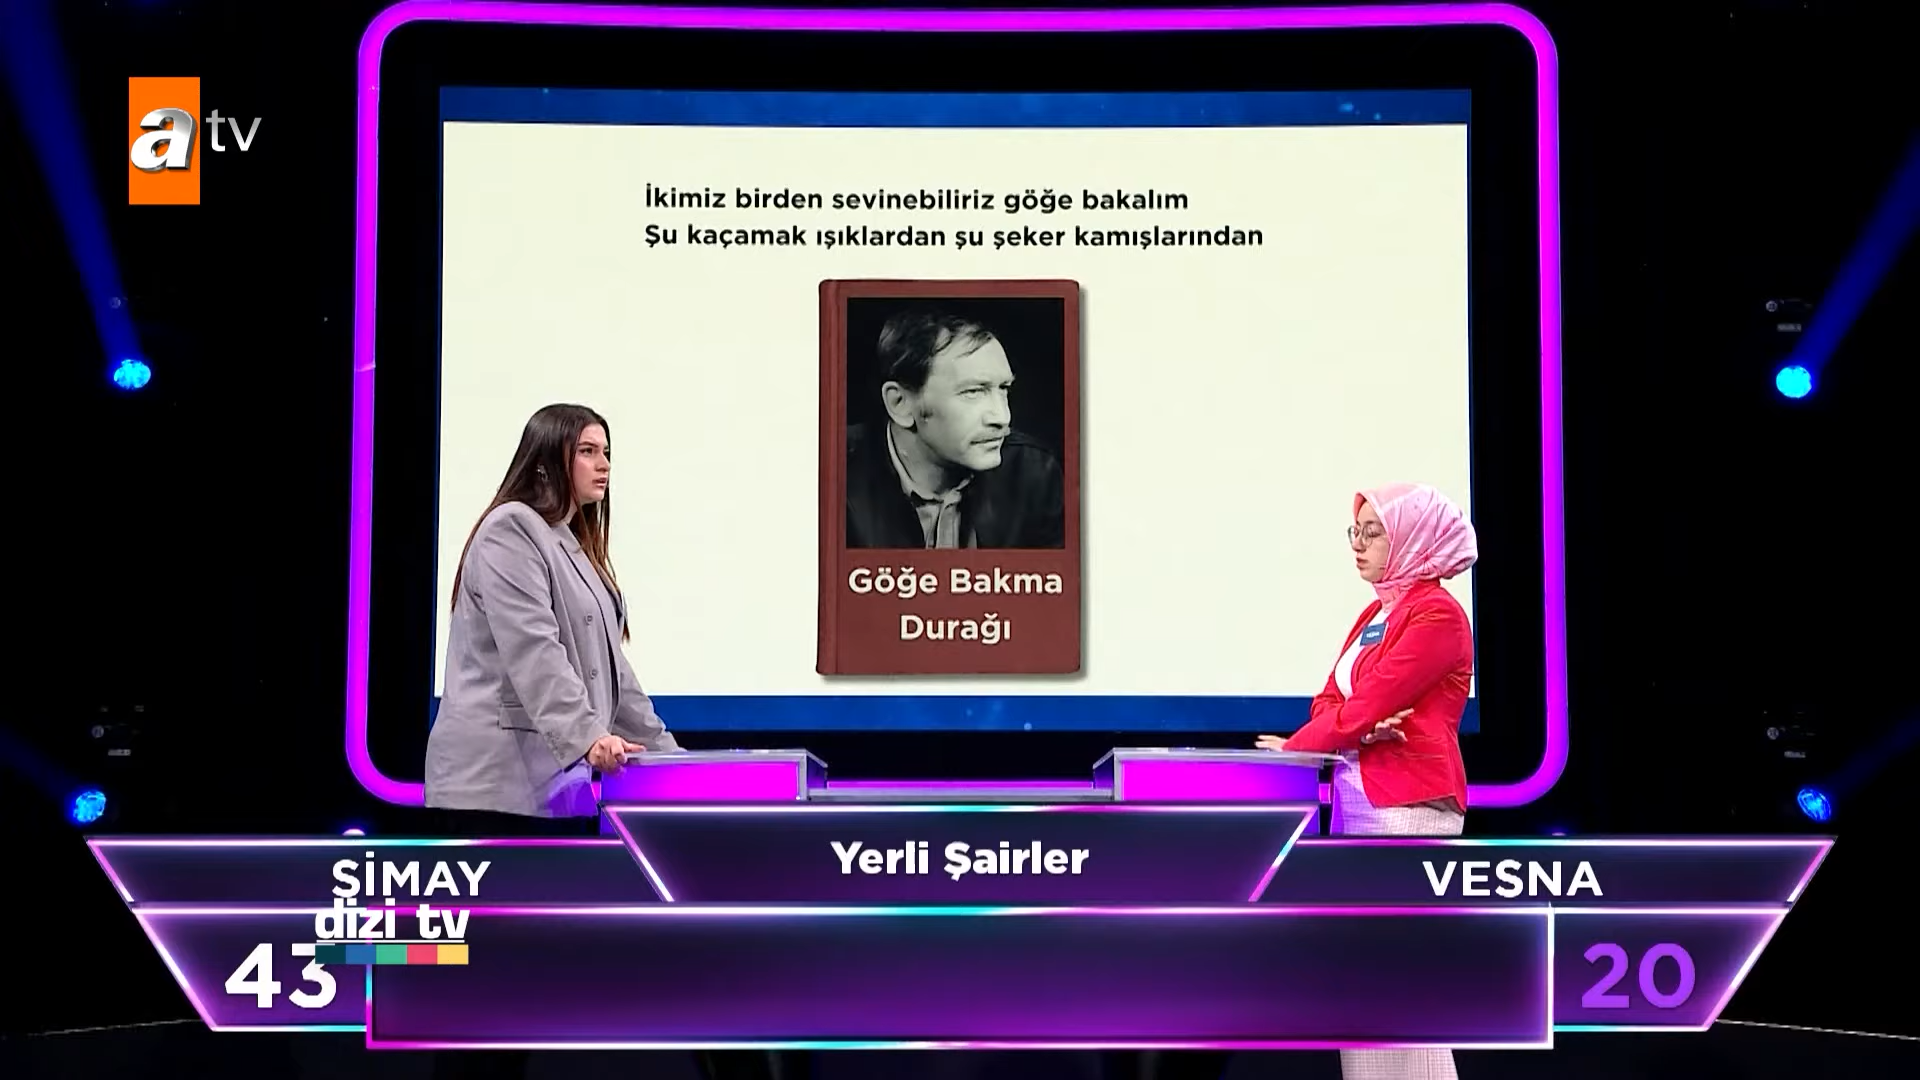 atv
İkimiz birden sevinebiliriz göğe bakalım
Şu kaçamak ışıklardan şu şeker kamışlarından
Göğe Bakma
Durağı
Yerli Şairler
ŞİMAY
VEŞNA
dizi tv
43
20